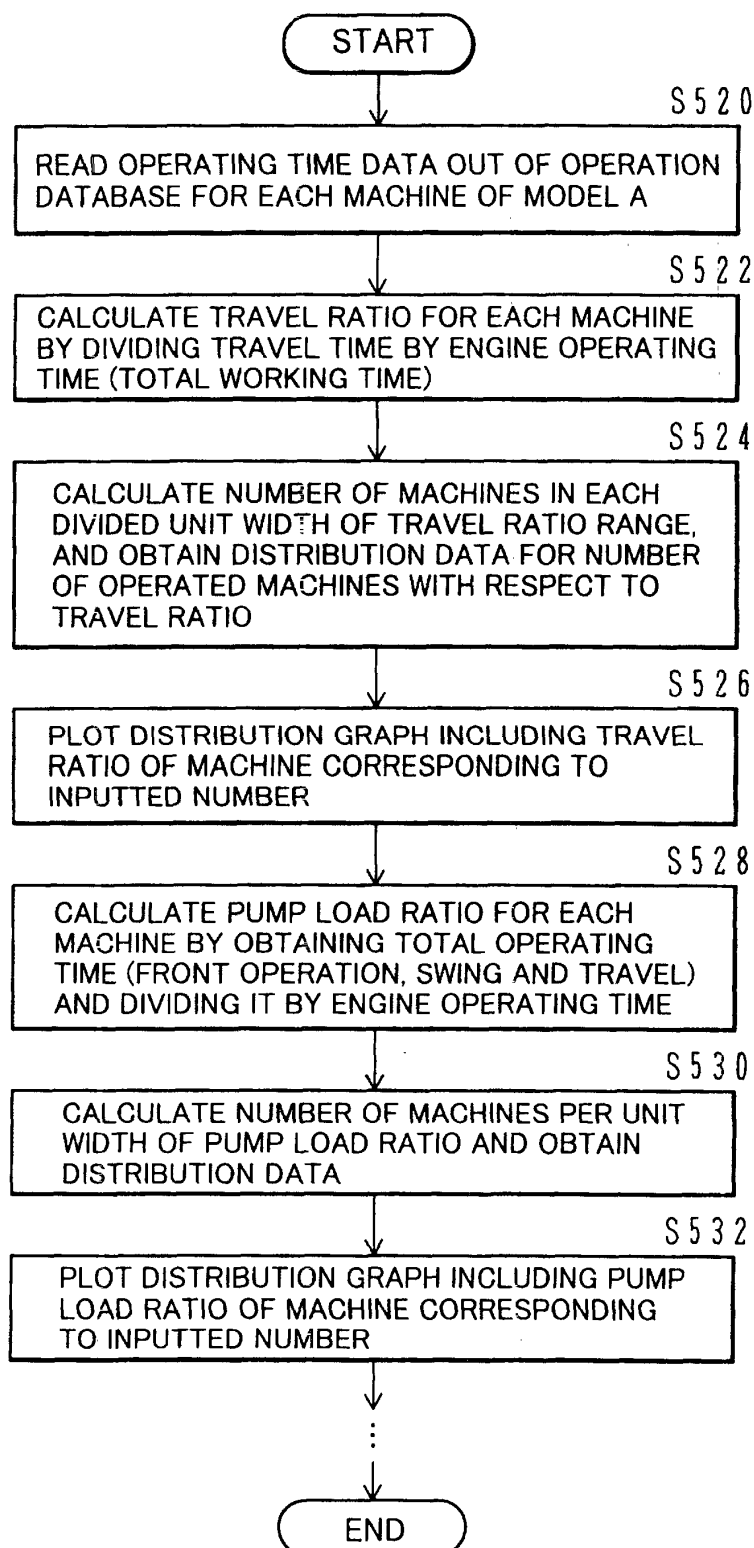 START
S520
READ OPERATING TIME DATA OUT OF OPERATION
DATABASE FOR EACH MACHINE OF MODEL A
S522
CALCULATE TRAVEL RATIO FOR EACH MACHINE
BY DIVIDING TRAVEL TIME BY ENGINE OPERATING
TIME (TOTAL WORKING TIME)
S524
CALCULATE NUMBER OF MACHINES IN EACH
DIVIDED UNIT WIDTH OF TRAVEL RATIO RANGE,
AND OBTAIN DISTRIBUTION DATA FOR NUMBER
OF OPERATED MACHINES WITH RESPECT TO
TRAVEL RATIO
S526
PLOT DISTRIBUTION GRAPH INCLUDING TRAVEL
RATIO OF MACHINE CORRESPONDING TO
INPUTTED NUMBER
S528
CALCULATE PUMP LOAD RATIO FOR EACH
MACHINE BY OBTAINING TOTAL OPERATING
TIME (FRONT OPERATION, SWING AND TRAVEL)
AND DIVIDING IT BY ENGINE OPERATING TIME
S530
CALCULATE NUMBER OF MACHINES PER UNIT
WIDTH OF PUMP LOAD RATIO AND OBTAIN
DISTRIBUTION DATA
S532
PLOT DISTRIBUTION GRAPH INCLUDING PUMP
LOAD RATIO OF MACHINE CORRESPONDING
TO INPUTTED NUMBER
END